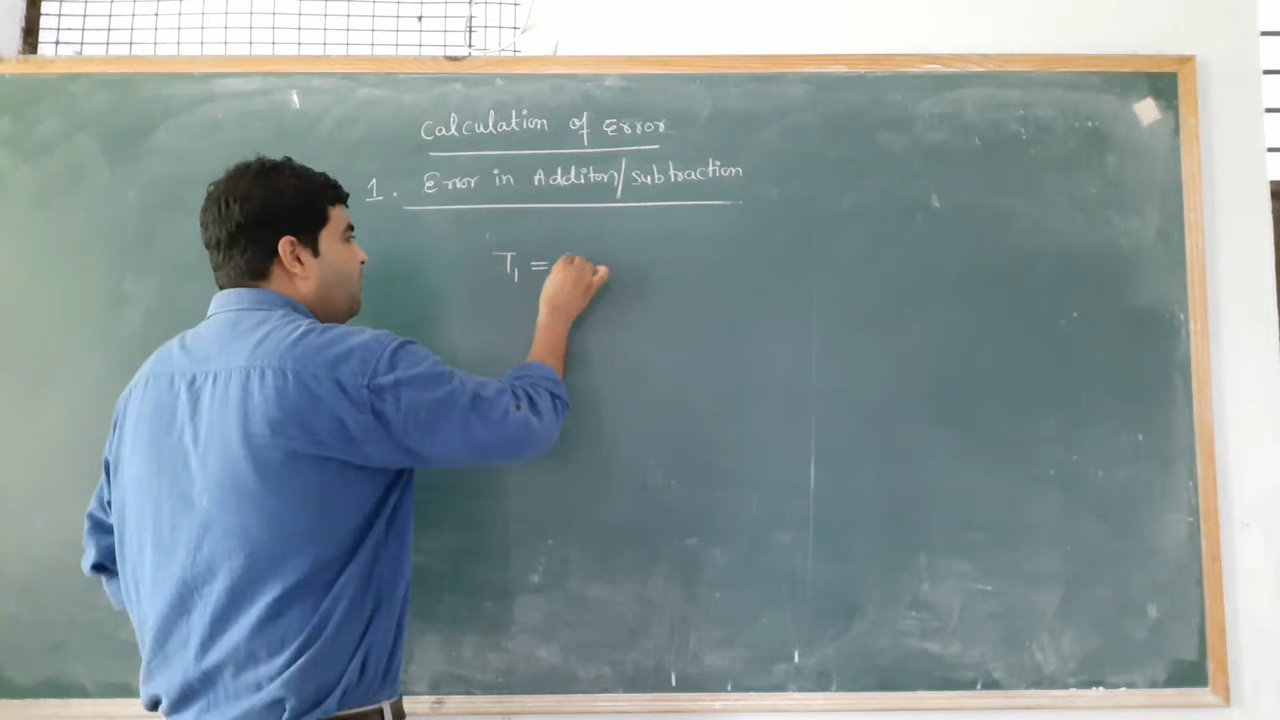 Calculation of Error
1. Error in Additon/subtraction
T₁ =